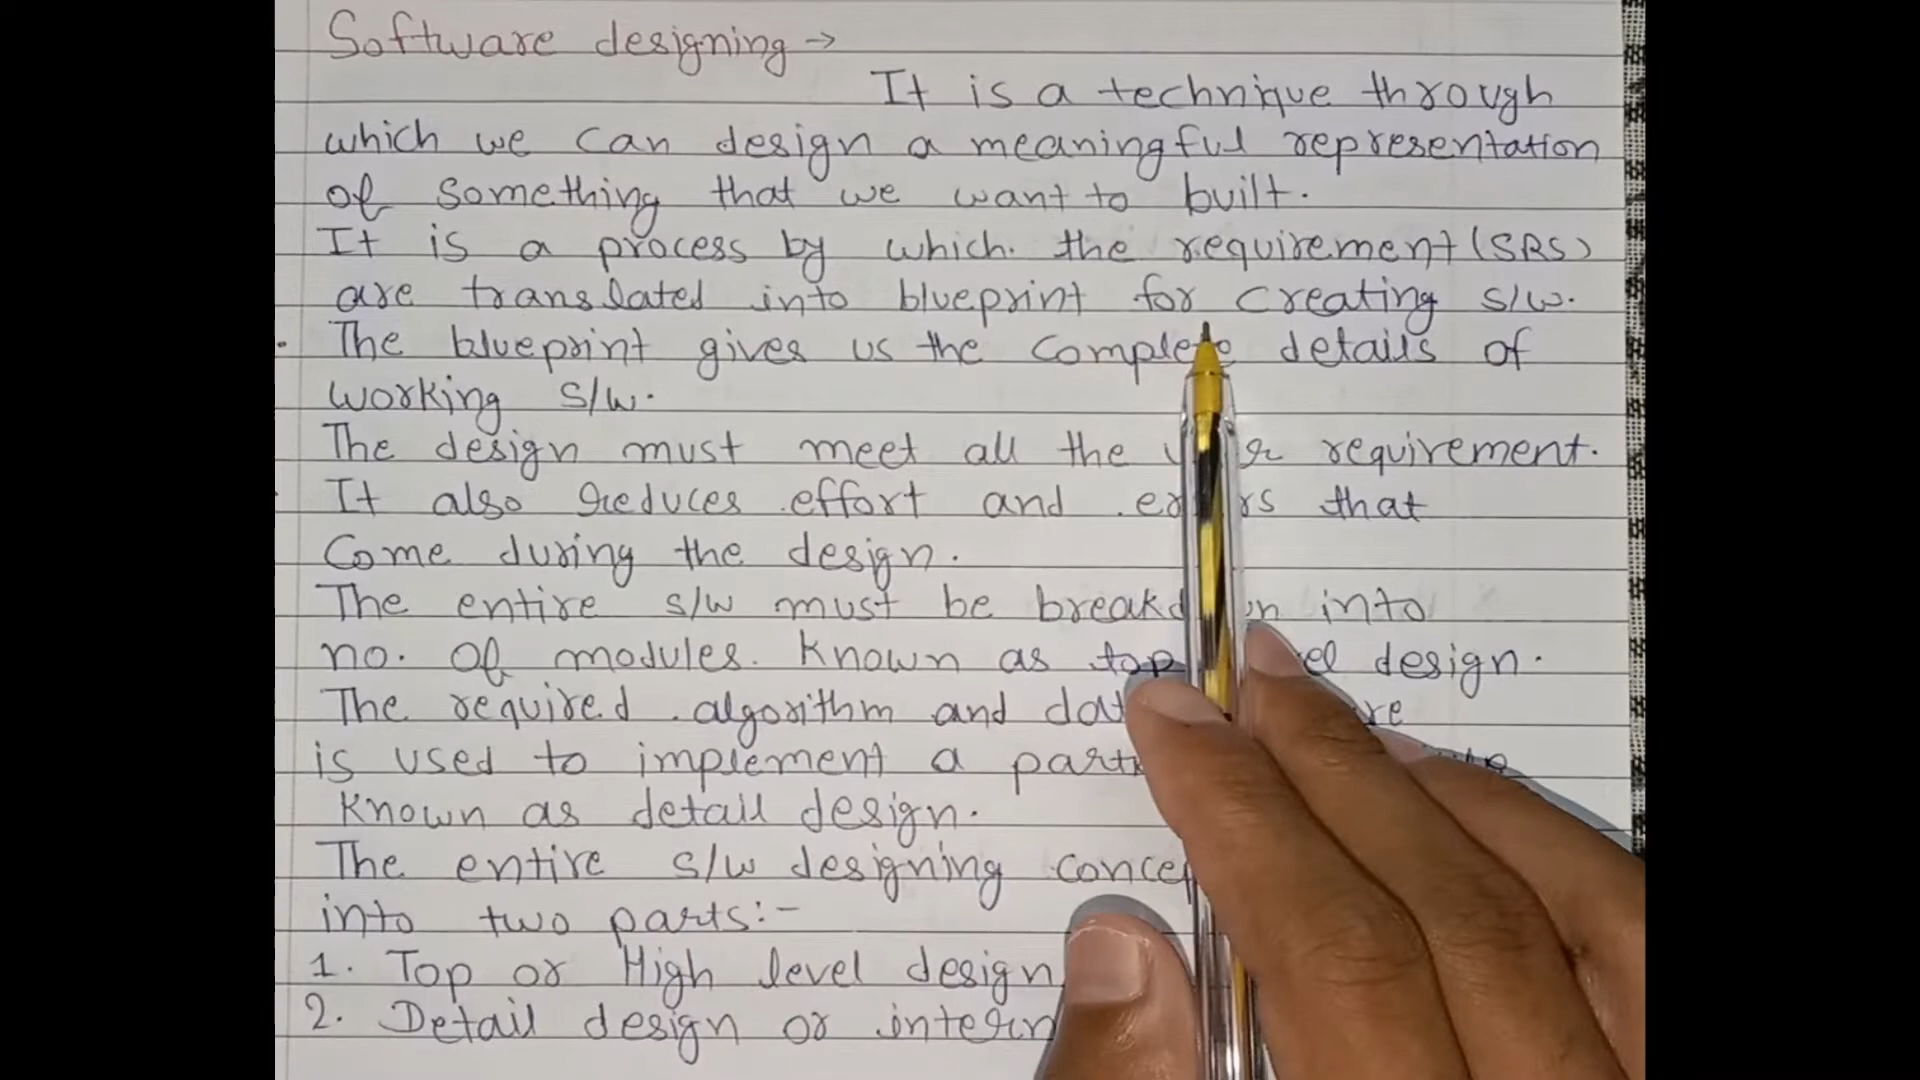 Software designing →
It is a technique through
which we can design a meaningful representation
of something that we want to built.
It is a process by which the requirement (SRS)
are translated into blueprint for creating s/w.
The blueprint gives us the complete details of
working s/w.
The design must meet all the requirement.
It also reduces effort and errors that
come during the design.
The entire s/w must be breakdown into
no. of modules known as top design.
The required algorithm and
is used to implement a
known as detail design.
The entire s/w designing
into two parts:-
1. Top or High level design
2. Detail design or